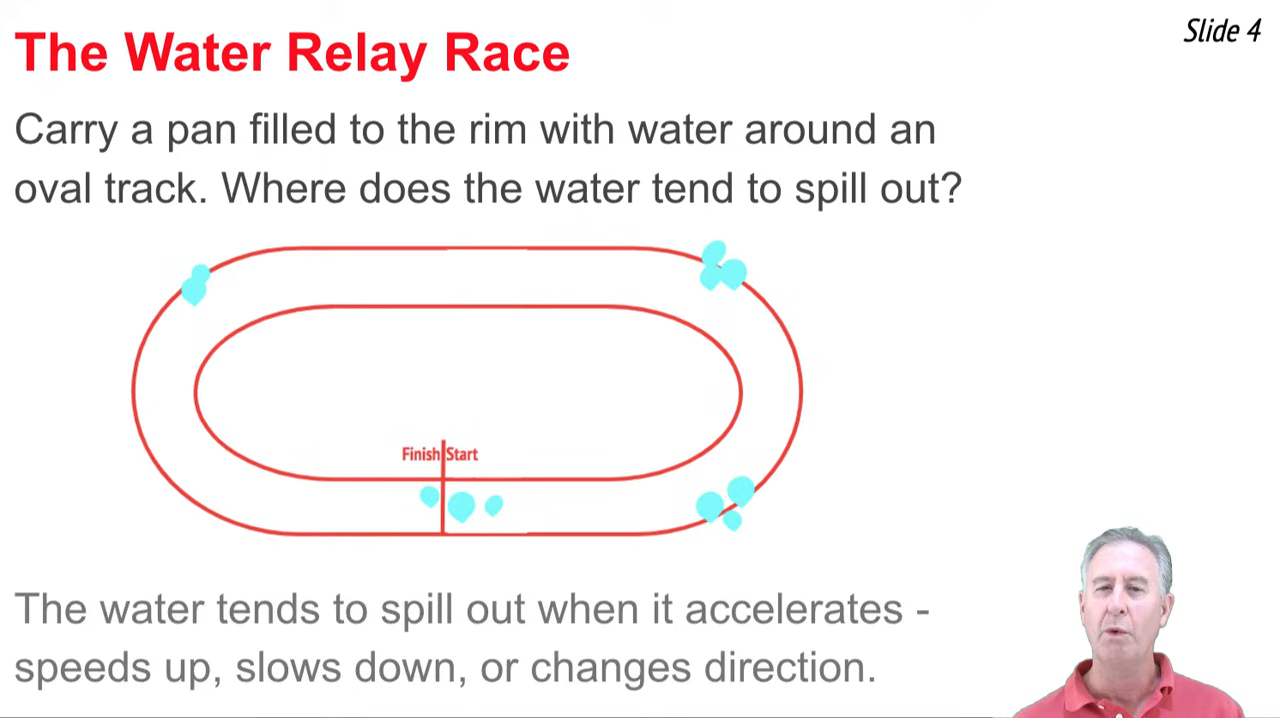 Slide 4
The Water Relay Race
Carry a pan filled to the rim with water around an
oval track. Where does the water tend to spill out?
Finish Start
The water tends to spill out when it accelerates -
speeds up, slows down, or changes direction.